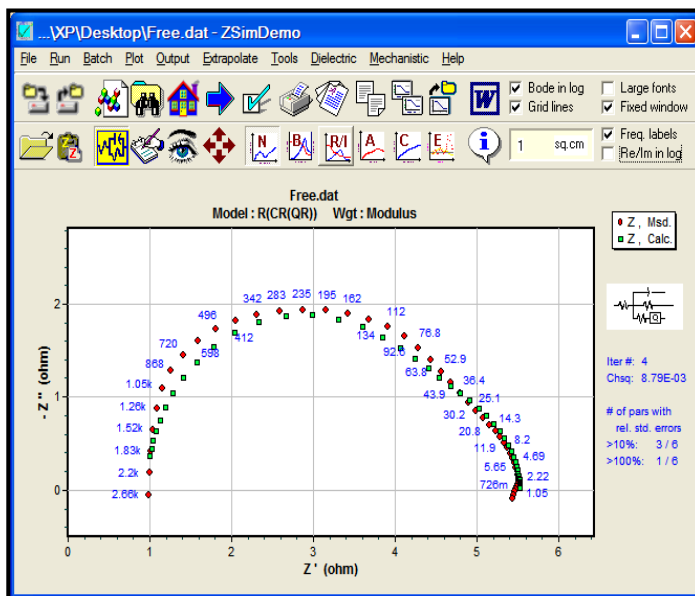 ...\XP\Desktop\Free.dat - ZSimDemo
File Run Batch Plot Output Extrapolate Tools Dielectric Mechanistic Help
W
Bode in log
Large fonts
Grid lines
Fixed window
Z
Z
N
B
R/I
A
C
E
i
1 sq.cm
Freq. labels
Re/Im in log
Free.dat
Model : R(CR(QR)) Wgt : Modulus
Z , Msd.
Z , Calc.
342 283 235 195 162
496
112
412
720
598
134
76.8
868
92.6
52.9
1.05k
63.8
36.4
1.26k
43.9
25.1
1.52k
30.2
14.3
1.83k
20.8
8.2
11.9
4.69
2.2k
5.65
2.22
2.66k
726m
1.05
2
1
0
- Z '' (ohm)
0 1 2 3 4 5 6
Z ' (ohm)
Q
Iter #: 4
Chsq: 8.79E-03
# of pars with
rel. std. errors
>10%: 3 / 6
>100%: 1 / 6